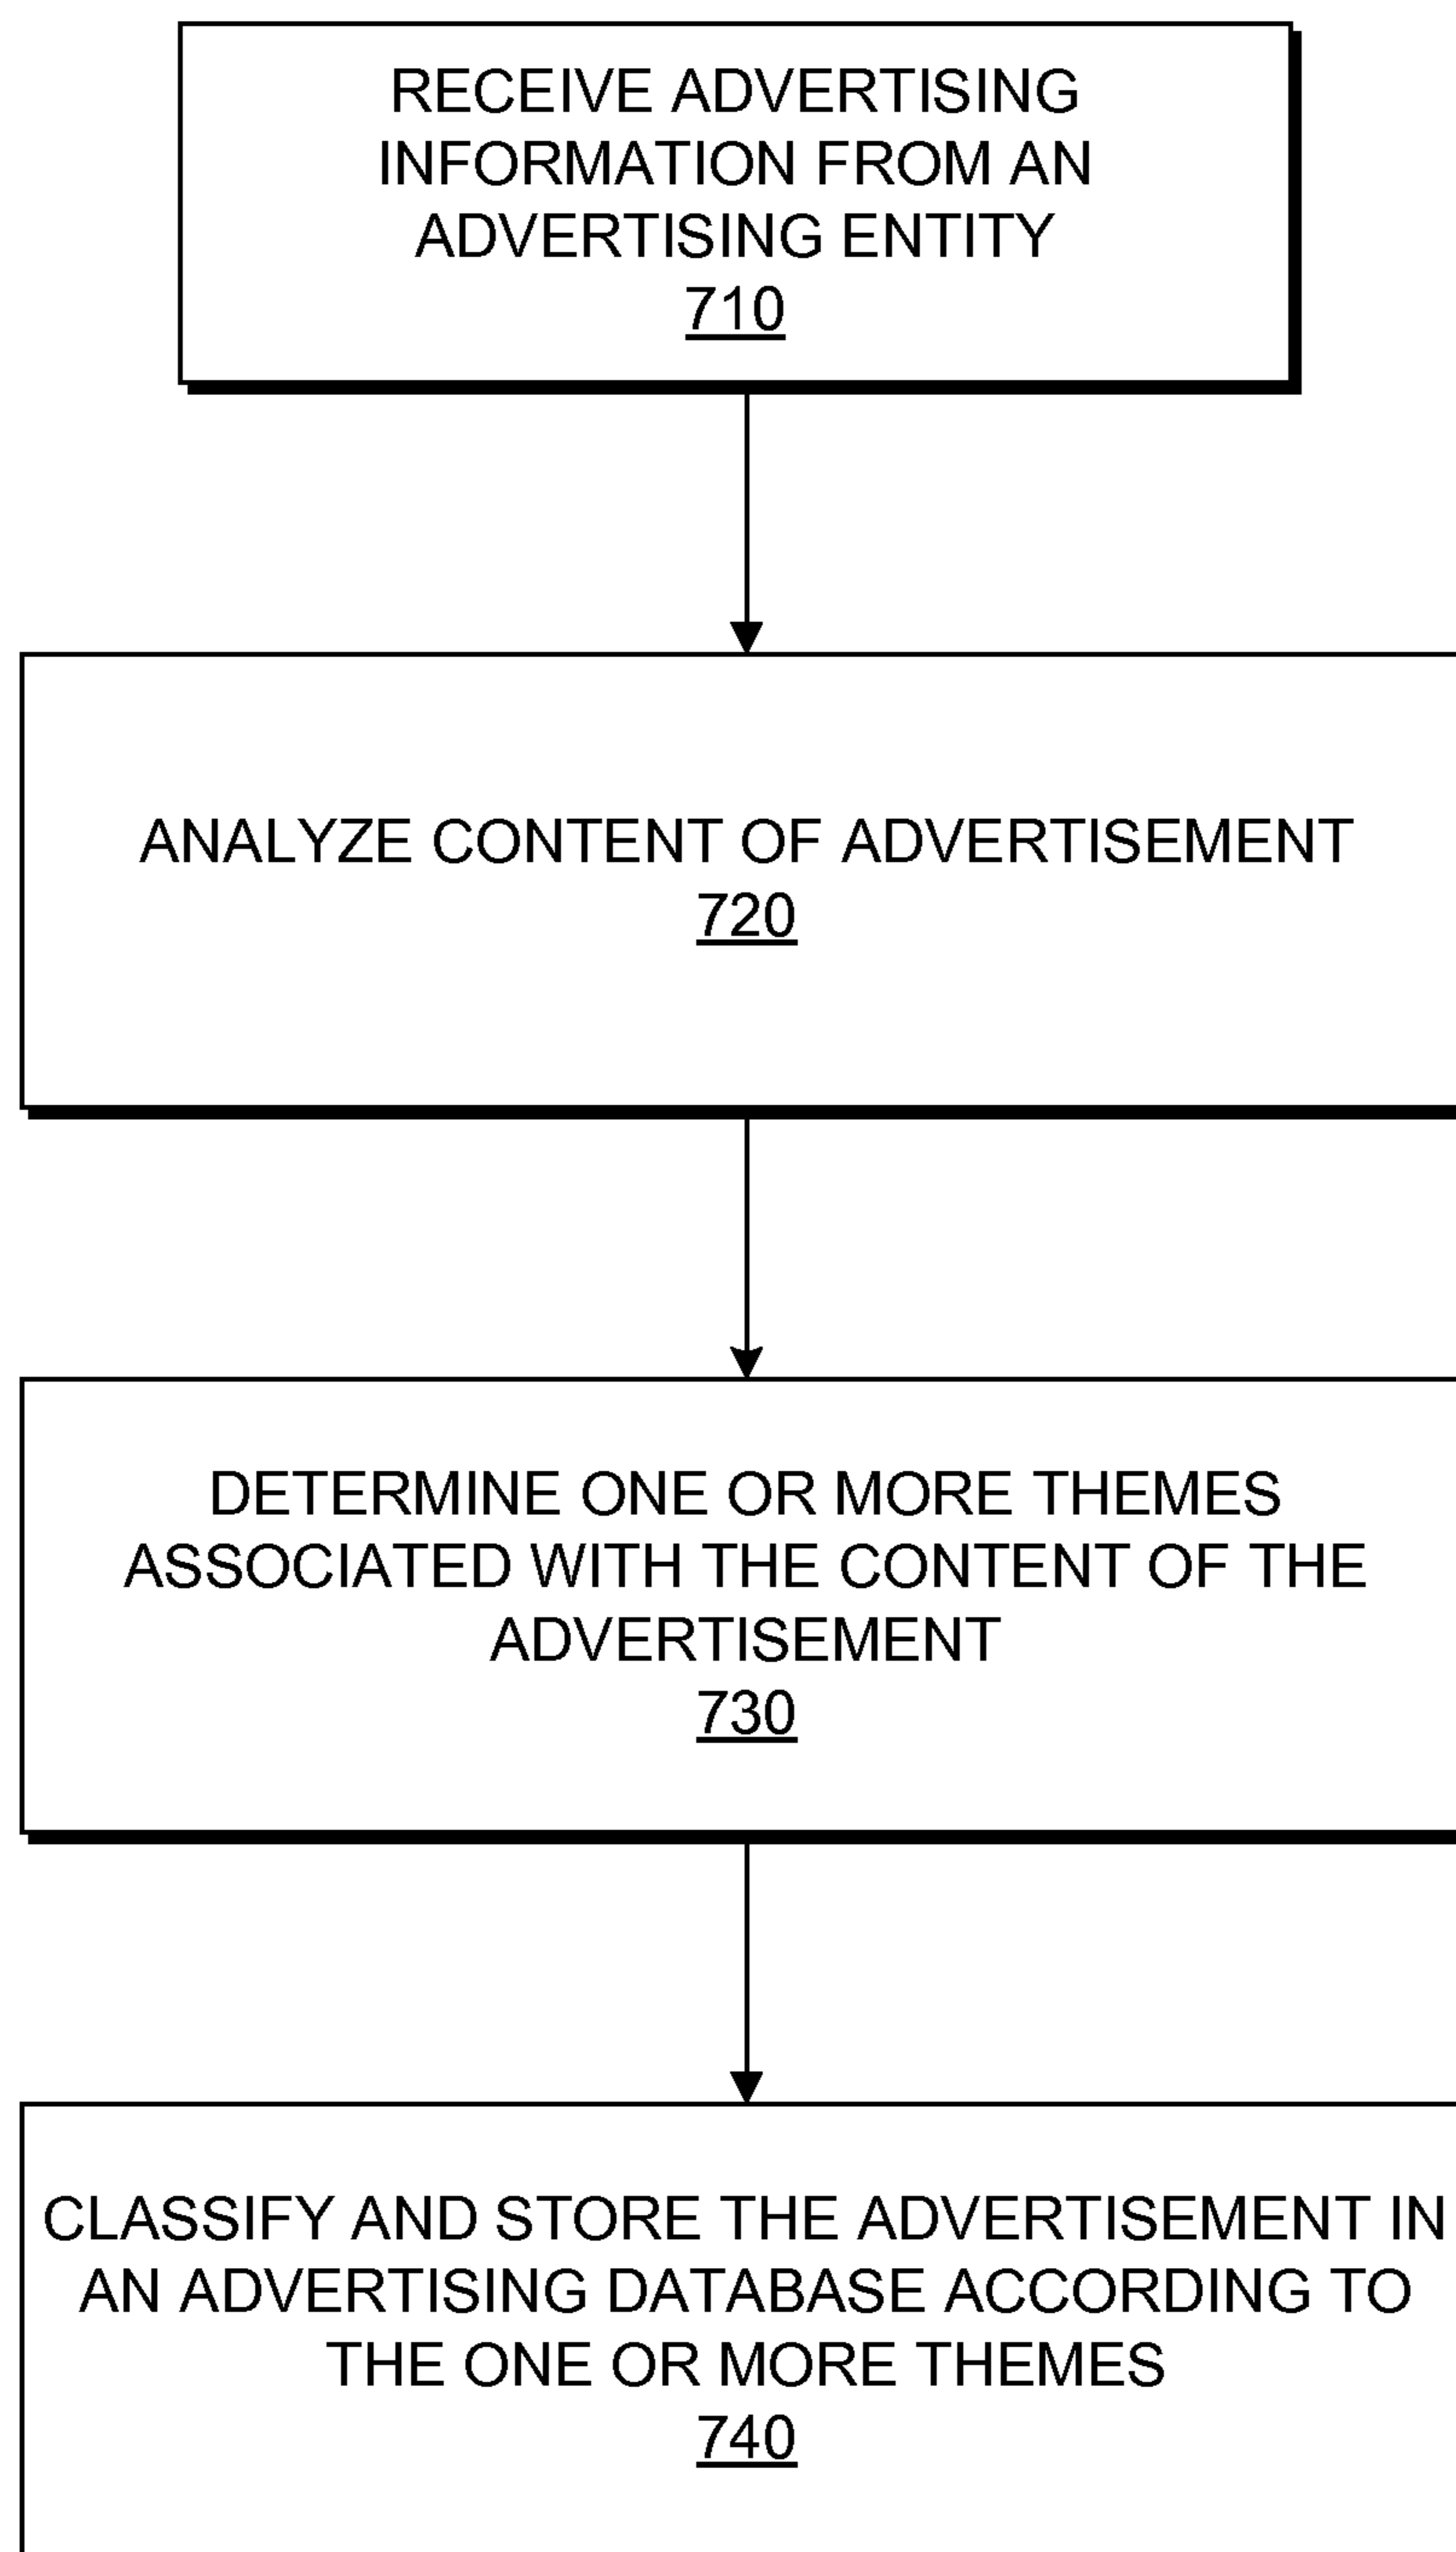 RECEIVE ADVERTISING
INFORMATION FROM AN
ADVERTISING ENTITY
710
ANALYZE CONTENT OF ADVERTISEMENT
720
DETERMINE ONE OR MORE THEMES
ASSOCIATED WITH THE CONTENT OF THE
ADVERTISEMENT
730
CLASSIFY AND STORE THE ADVERTISEMENT IN
AN ADVERTISING DATABASE ACCORDING TO
THE ONE OR MORE THEMES
740